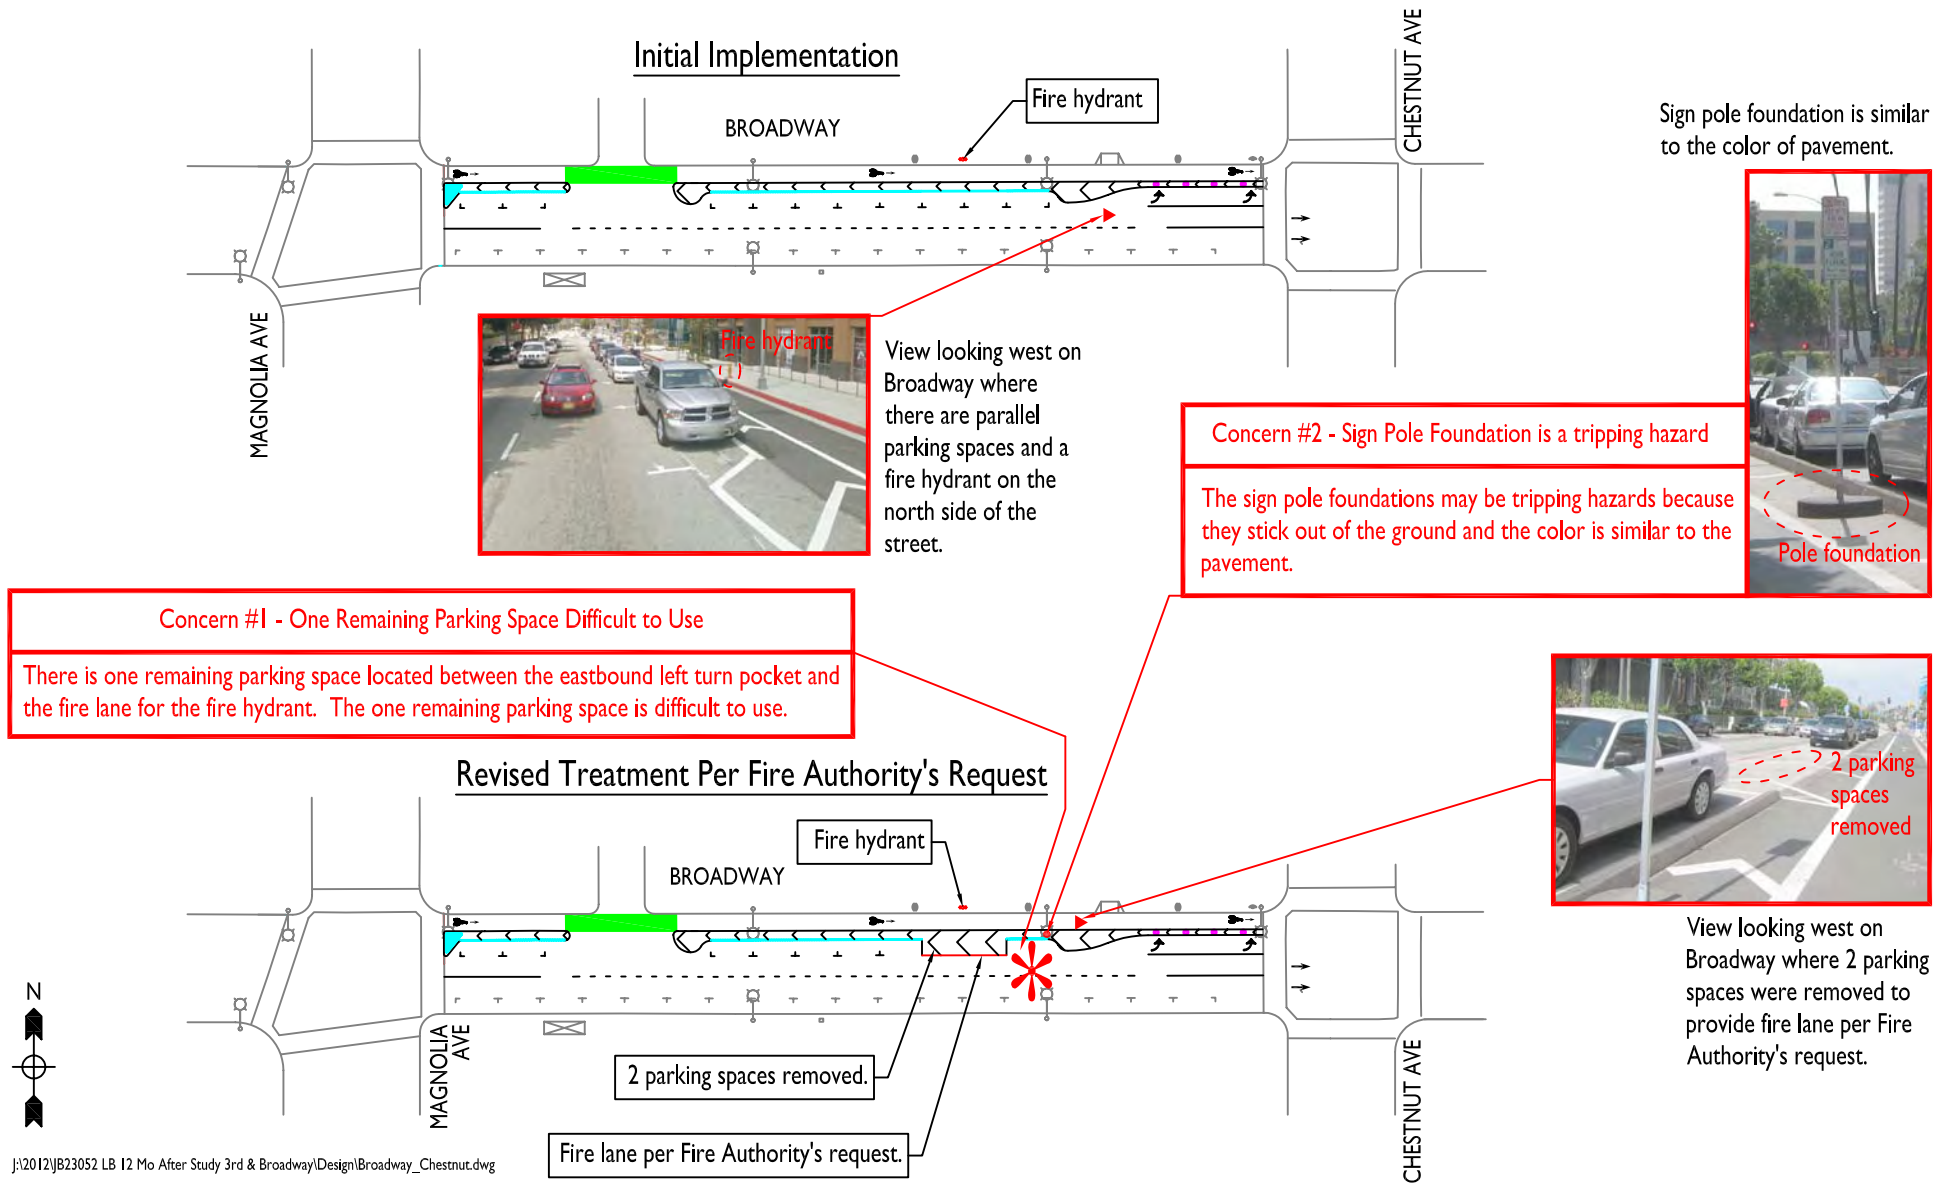 Initial Implementation
CHESTNUT AVE
Fire hydrant
BROADWAY
Sign pole foundation is similar
to the color of pavement.
MAGNOLIA AVE
Fire hydrant
View looking west on
Broadway where
there are parallel
parking spaces and a
fire hydrant on the
north side of the
street.
Concern #2 - Sign Pole Foundation is a tripping hazard
The sign pole foundations may be tripping hazards because
they stick out of the ground and the color is similar to the
pavement.
Pole foundation
Concern #1 - One Remaining Parking Space Difficult to Use
There is one remaining parking space located between the eastbound left turn pocket and
the fire lane for the fire hydrant. The one remaining parking space is difficult to use.
Revised Treatment Per Fire Authority's Request
2 parking
spaces
removed
Fire hydrant
BROADWAY
View looking west on
Broadway where 2 parking
spaces were removed to
provide fire lane per Fire
Authority's request.
N
MAGNOLIA
AVE
2 parking spaces removed.
Fire lane per Fire Authority's request.
CHESTNUT AVE
J:\2012\JB23052 LB 12 Mo After Study 3rd & Broadway\Design\Broadway_Chestnut.dwg